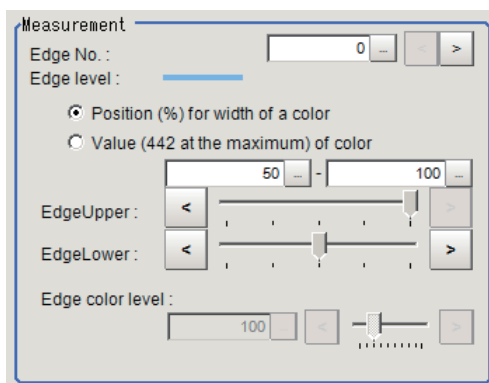 Measurement
Edge No. : 0 ... < >
Edge level :
Position (%) for width of a color
Value (442 at the maximum) of color
50 ... - 100 ...
EdgeUpper : < >
EdgeLower : < >
Edge color level :
100 ... < >